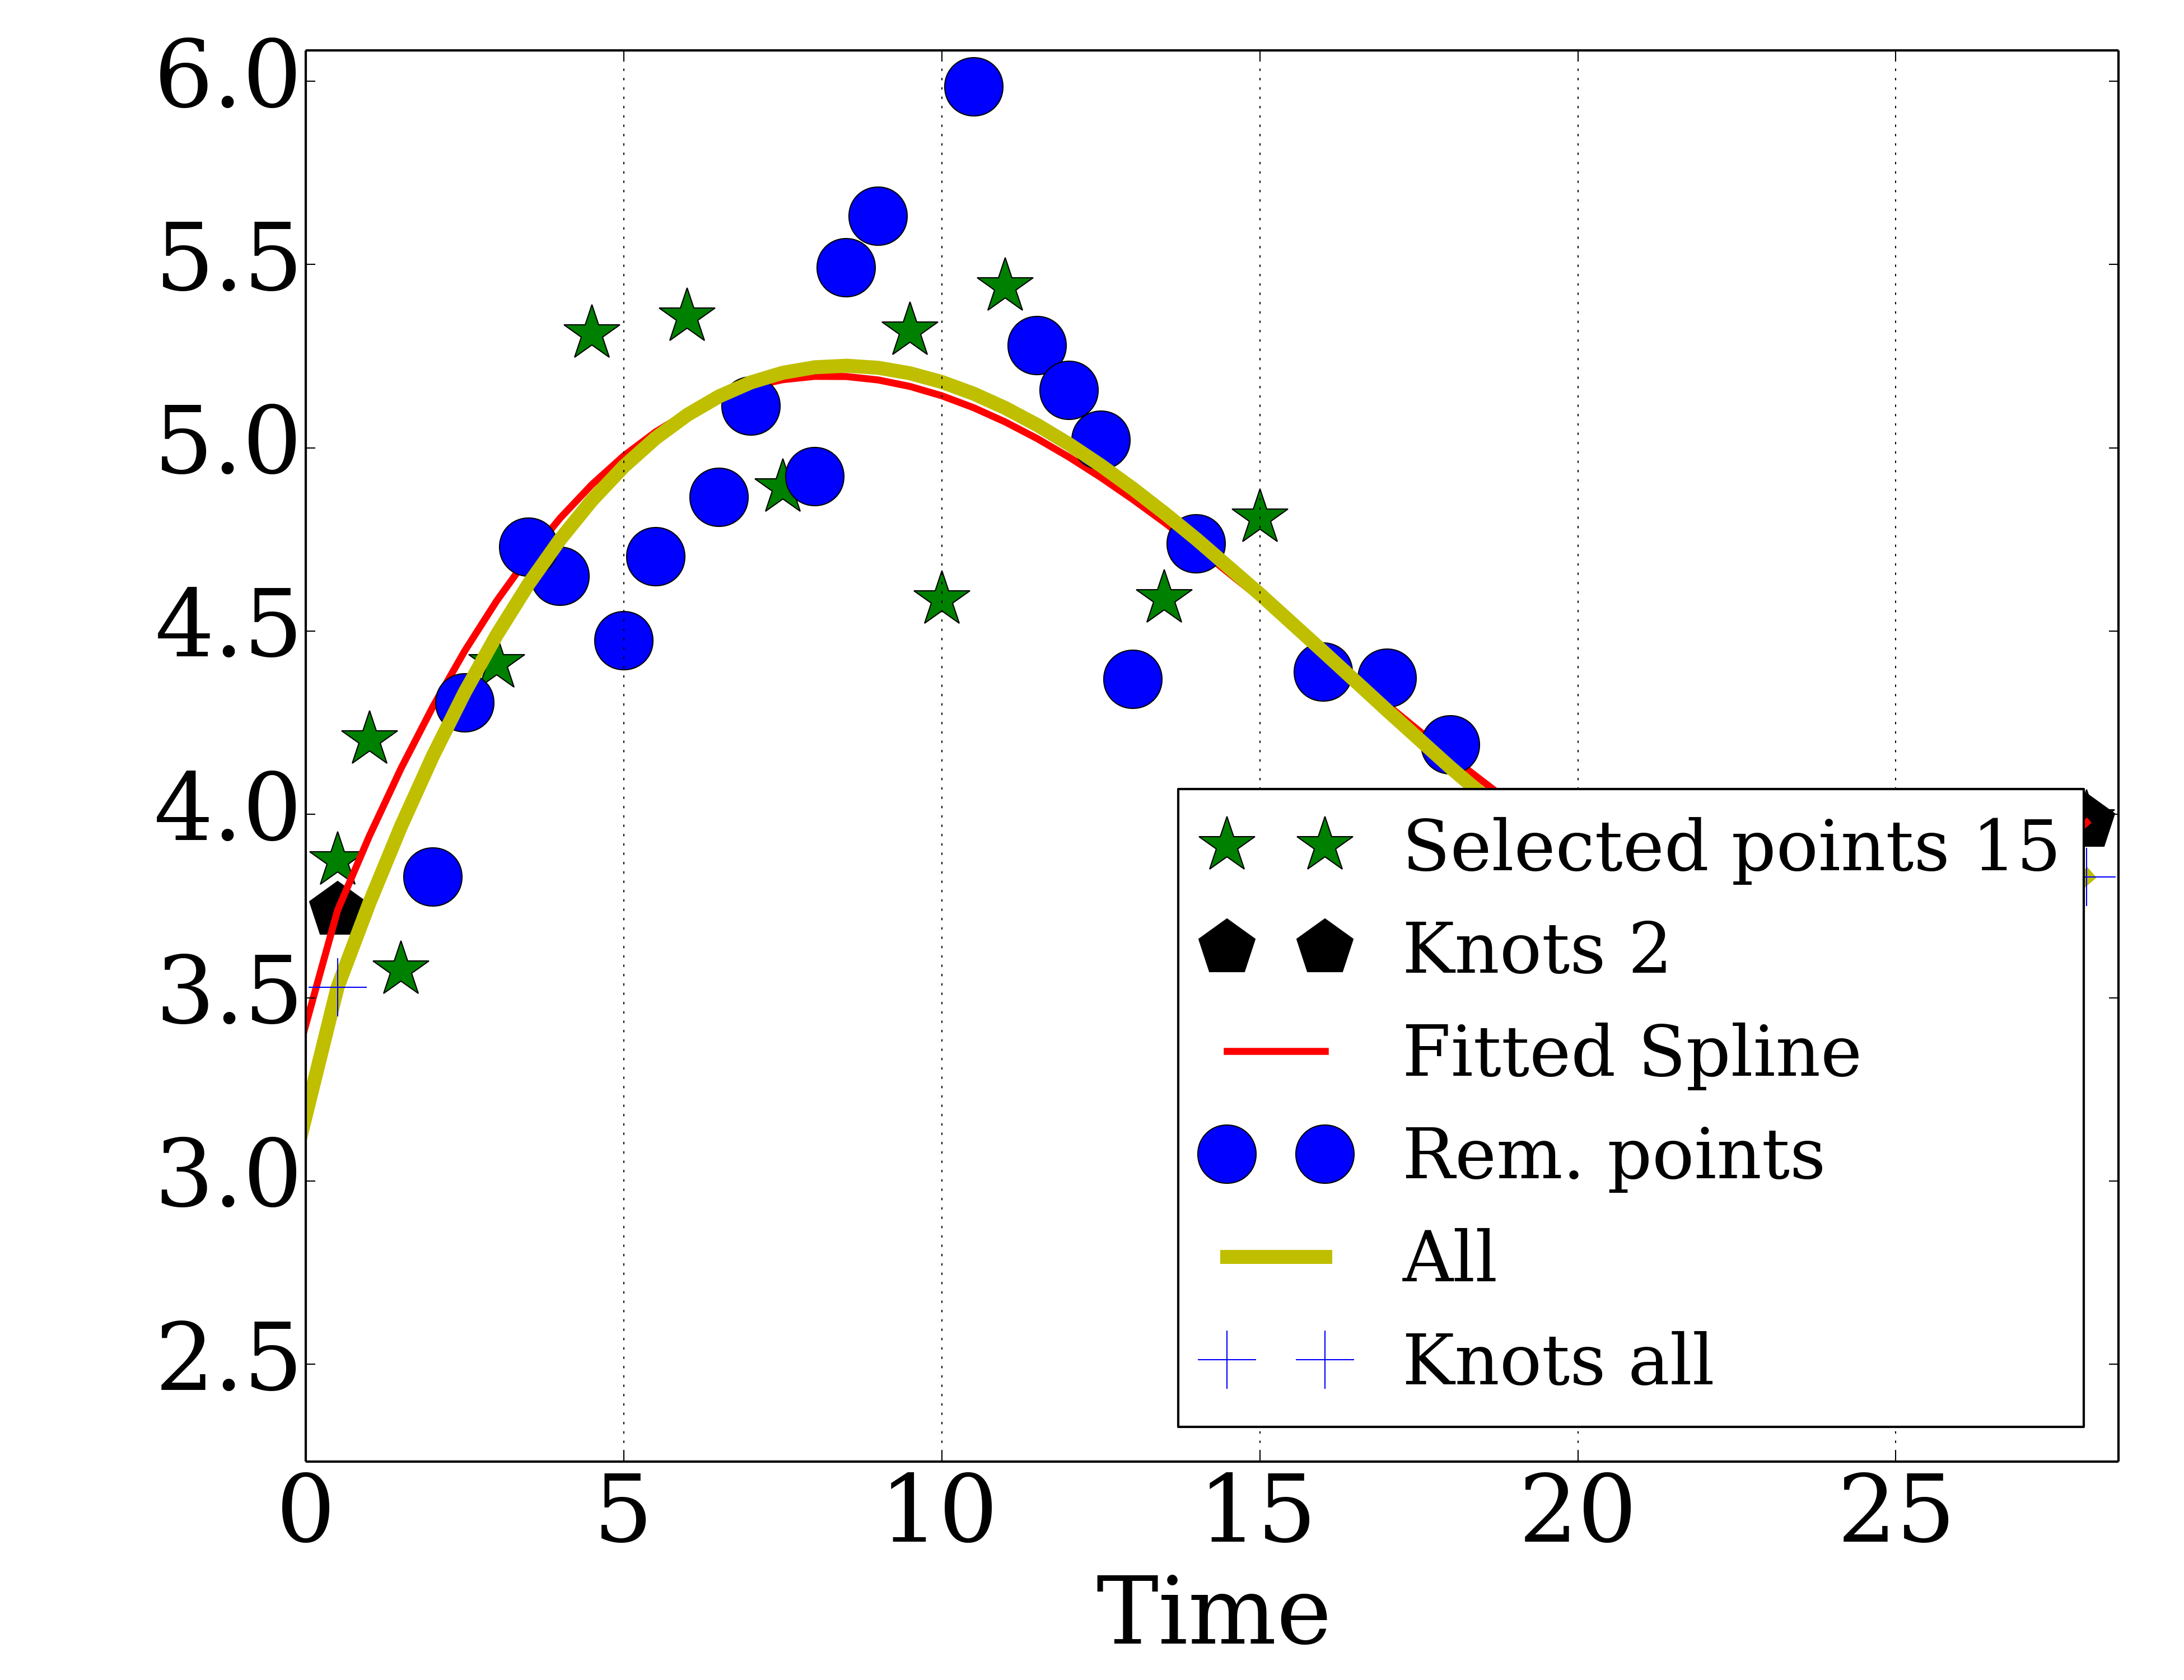 6.0
5.5
5.0
4.5
4.0
3.5
3.0
2.5
0 5 10 15 20 25
Time
Selected points 15
Knots 2
Fitted Spline
Rem. points
All
Knots all